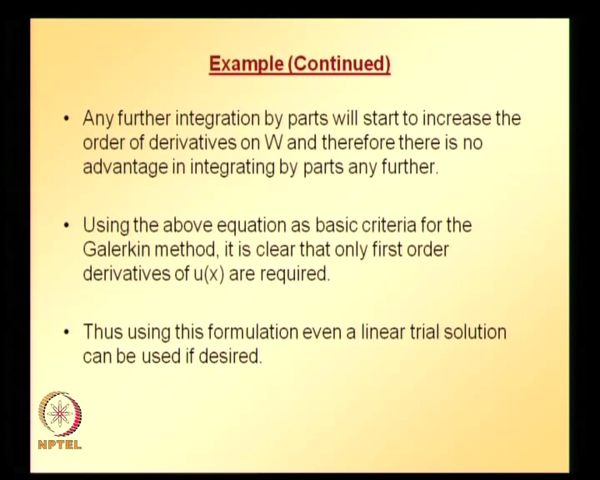 Example (Continued)
• Any further integration by parts will start to increase the
order of derivatives on W and therefore there is no
advantage in integrating by parts any further.
• Using the above equation as basic criteria for the
Galerkin method, it is clear that only first order
derivatives of u(x) are required.
• Thus using this formulation even a linear trial solution
can be used if desired.
NPTEL